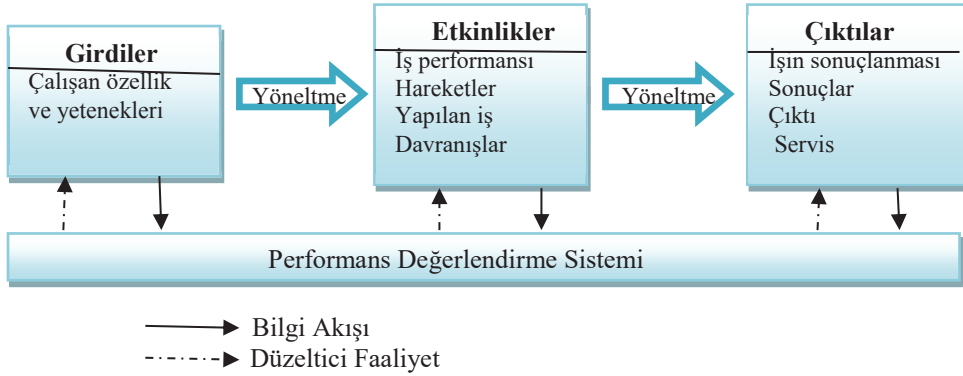 Girdiler
Çalışan özellik
ve yetenekleri
Yöneltme
Etkinlikler
İş performansı
Hareketler
Yapılan iş
Davranışlar
Yöneltme
Çıktılar
İşin sonuçlanması
Sonuçlar
Çıktı
Servis
Performans Değerlendirme Sistemi
Bilgi Akışı
Düzeltici Faaliyet